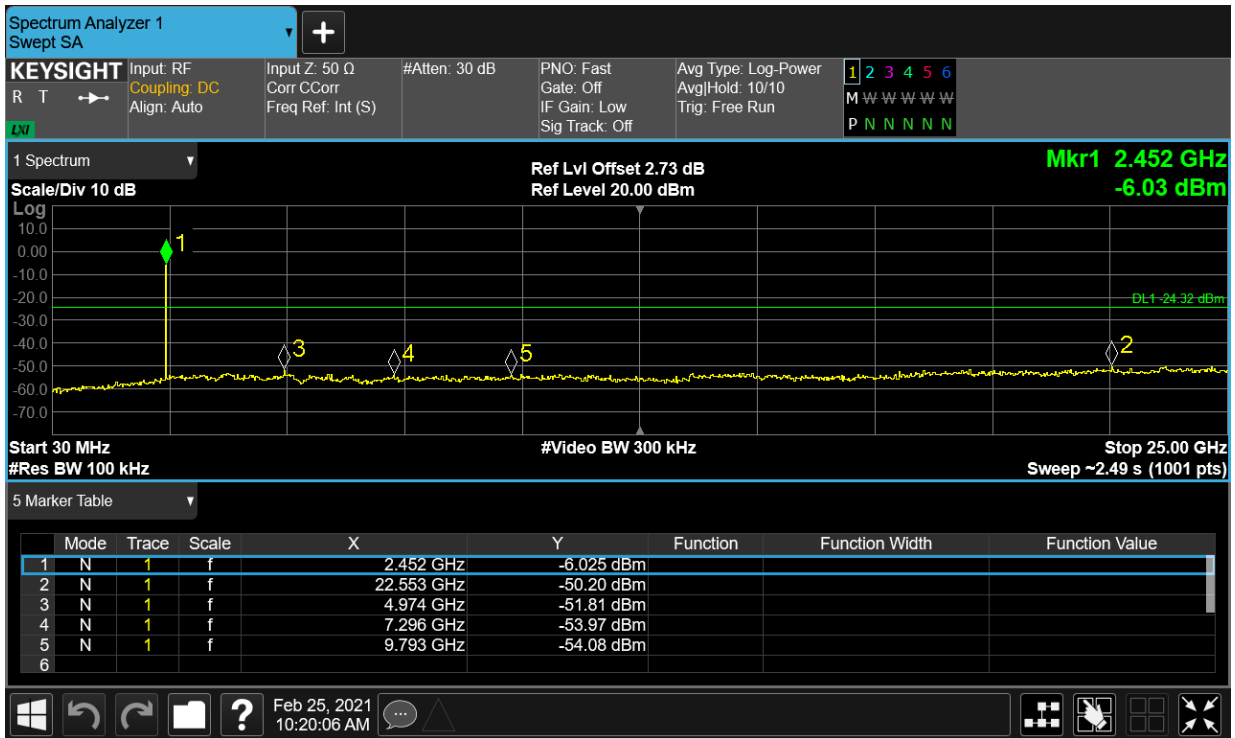 Spectrum Analyzer 1
Swept SA
KEYSIGHT
R T
LXI
Input: RF
Coupling: DC
Align: Auto
Input Z: 50 Ω
Corr CCorr
Freq Ref: Int (S)
#Atten: 30 dB
PNO: Fast
Gate: Off
IF Gain: Low
Sig Track: Off
Avg Type: Log-Power
Avg|Hold: 10/10
Trig: Free Run
1 2 3 4 5 6
M W W W W W
P N N N N N
1 Spectrum
Scale/Div 10 dB
Ref Lvl Offset 2.73 dB
Ref Level 20.00 dBm
Mkr1 2.452 GHz
-6.03 dBm
Log
10.0
0.00
-10.0
-20.0
-30.0
-40.0
-50.0
-60.0
-70.0
1
3
4
5
2
DL1 -24.32 dBm
Start 30 MHz
#Video BW 300 kHz
Stop 25.00 GHz
#Res BW 100 kHz
Sweep ~2.49 s (1001 pts)
5 Marker Table
Mode Trace Scale X Y Function Function Width Function Value
1 N 1 f 2.452 GHz -6.025 dBm
2 N 1 f 22.553 GHz -50.20 dBm
3 N 1 f 4.974 GHz -51.81 dBm
4 N 1 f 7.296 GHz -53.97 dBm
5 N 1 f 9.793 GHz -54.08 dBm
6
?
Feb 25, 2021
10:20:06 AM